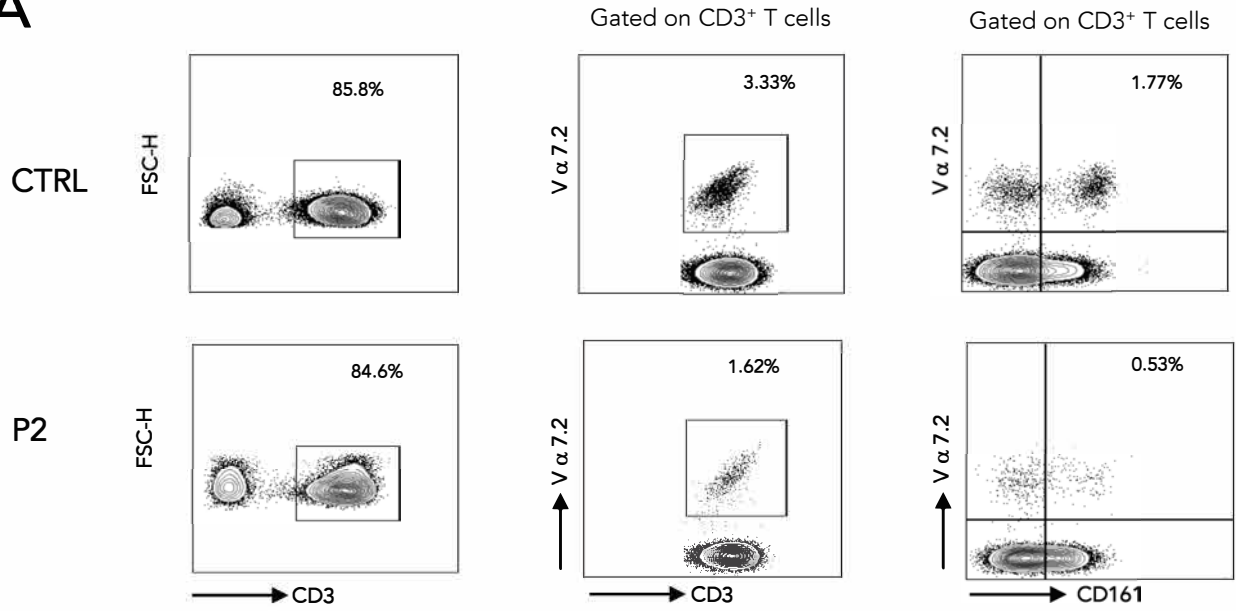 A
Gated on CD3⁺ T cells
Gated on CD3⁺ T cells
CTRL
FSC-H
85.8%
V α 7.2
3.33%
V α 7.2
1.77%
P2
FSC-H
84.6%
V α 7.2
1.62%
V α 7.2
0.53%
CD3
CD3
CD161